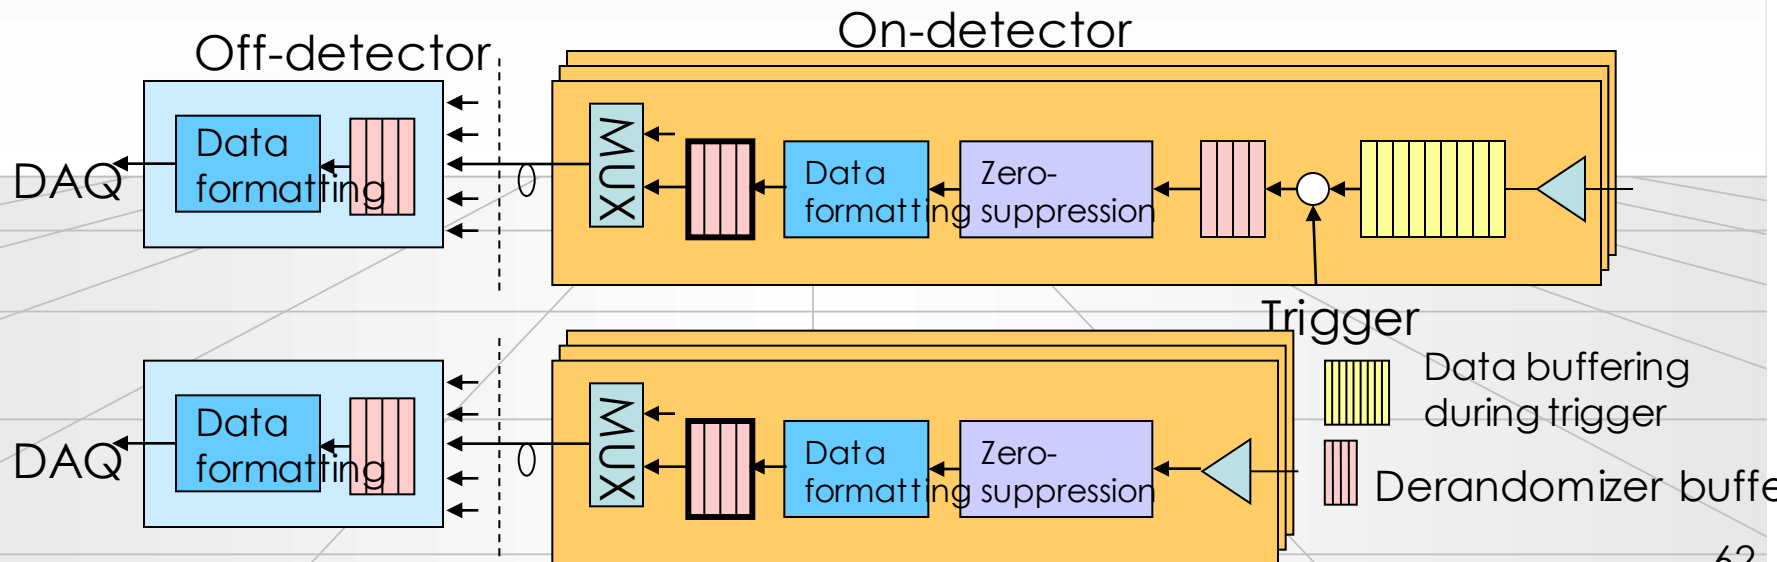 On-detector
Off-detector
DAQ
Data
formatting
MUX
Data
formatting
Zero-
suppression
Trigger
DAQ
Data
formatting
MUX
Data
formatting
Zero-
suppression
Data buffering
during trigger
Derandomizer buffe
62